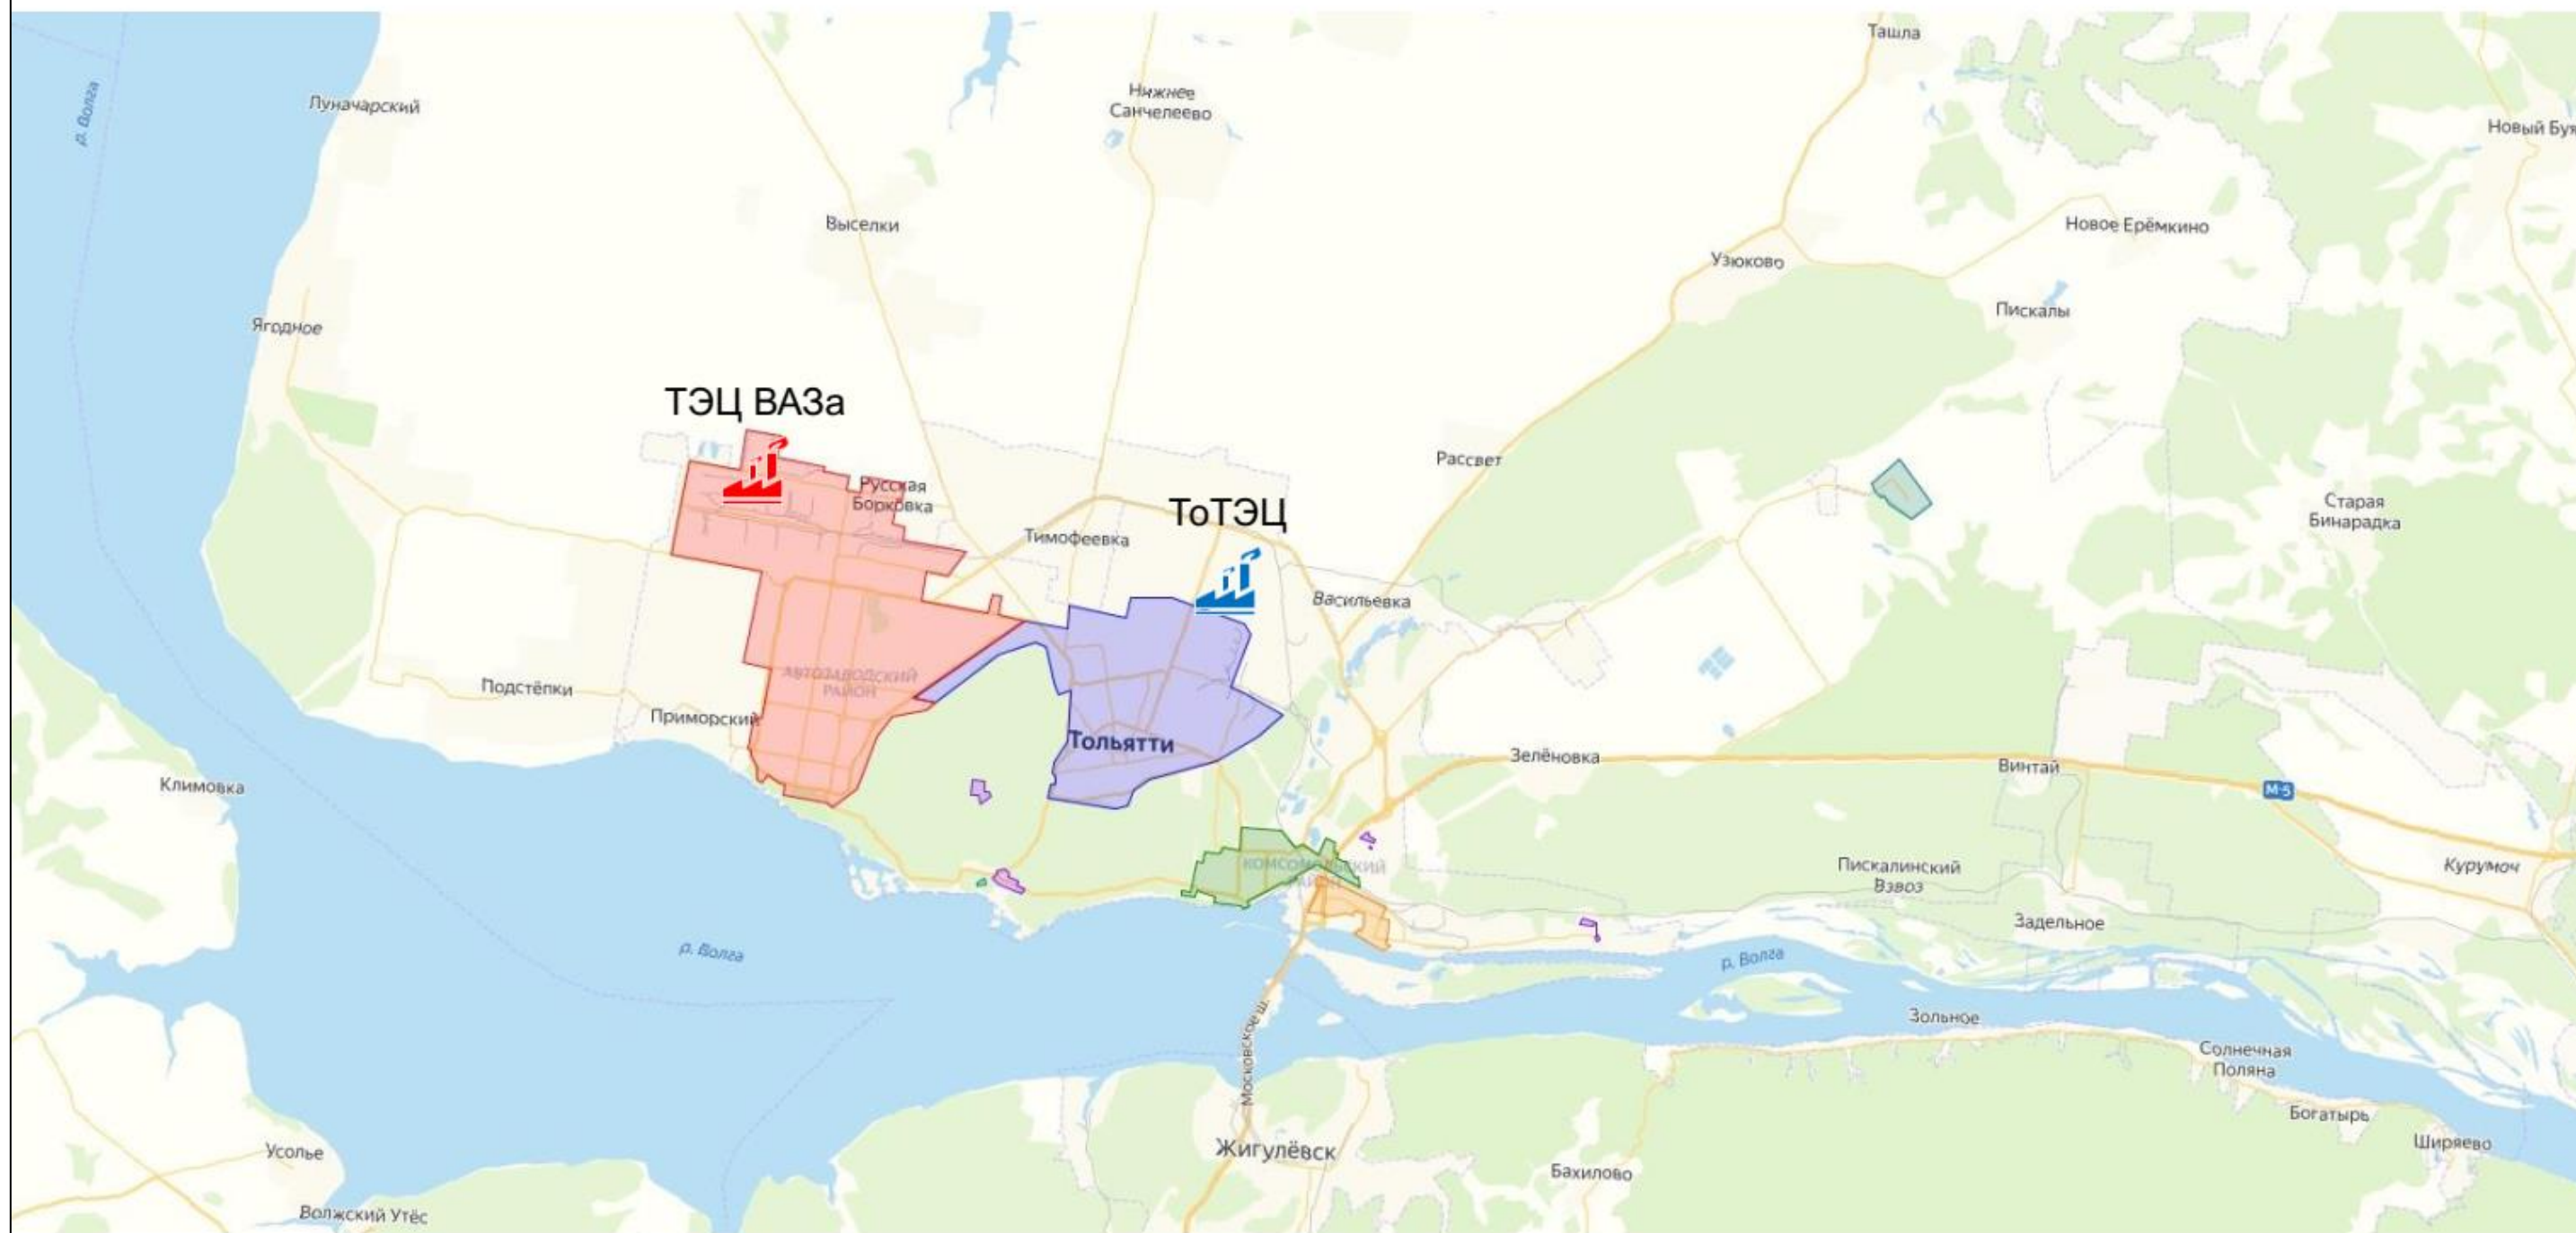 Ташла
р. Волга
Луначарский
Нижнее
Санчелеево
Новый Буя
Выселки
Новое Ерёмкино
Узюково
Пискалы
Ягодное
ТЭЦ ВАЗа
Рассвет
Русская
Борковка
ТоТЭЦ
Старая
Бинарадка
Тимофеевка
Васильевка
АВТОЗАВОДСКИЙ
РАЙОН
Подстёпки
Приморский
Тольятти
Зелёновка
Винтай
Климовка
М-5
КОМСОМОЛЬСКИЙ
РАЙОН
Пискалинский
Взвоз
Курумоч
Задельное
р. Волга
р. Волга
Зольное
Московское ш.
Солнечная
Поляна
Богатырь
Жигулёвск
Ширяево
Усолье
Бахилово
Волжский Утёс